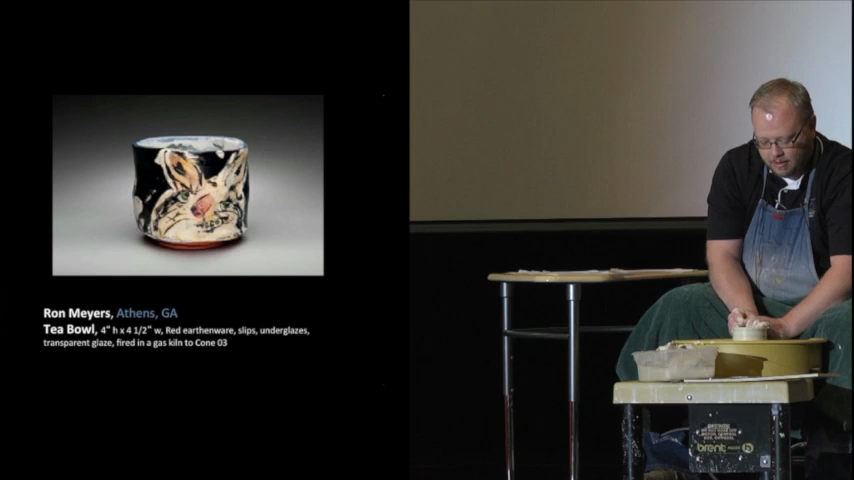 Ron Meyers, Athens, GA
Tea Bowl, 4" h x 4 1/2" w, Red earthenware, slips, underglazes,
transparent glaze, fired in a gas kiln to Cone 03
brent